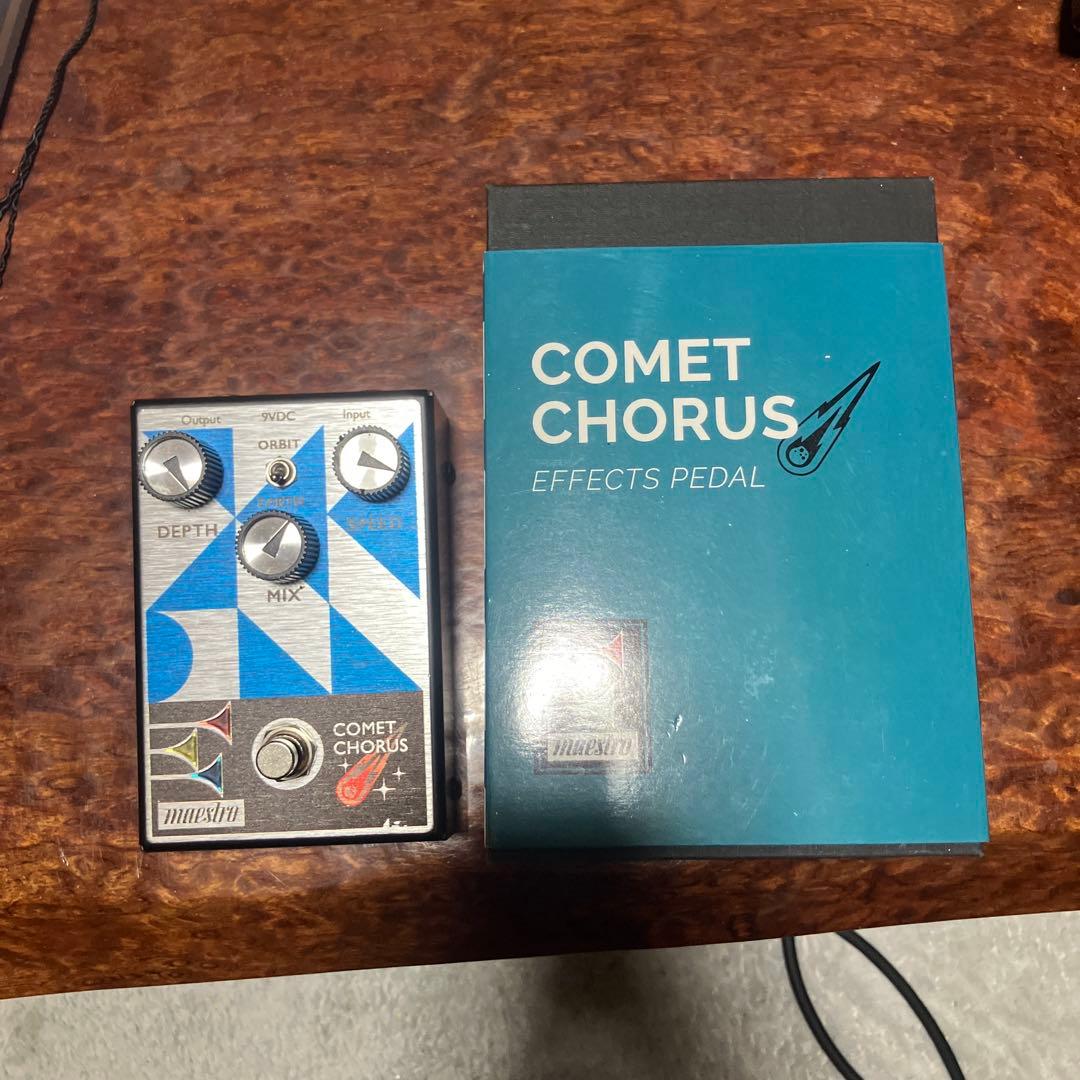 Output 9VDC Input
ORBIT
EARTH
DEPTH
SPEED
MIX
COMET
CHORUS
maestro
COMET
CHORUS
EFFECTS PEDAL
maestro